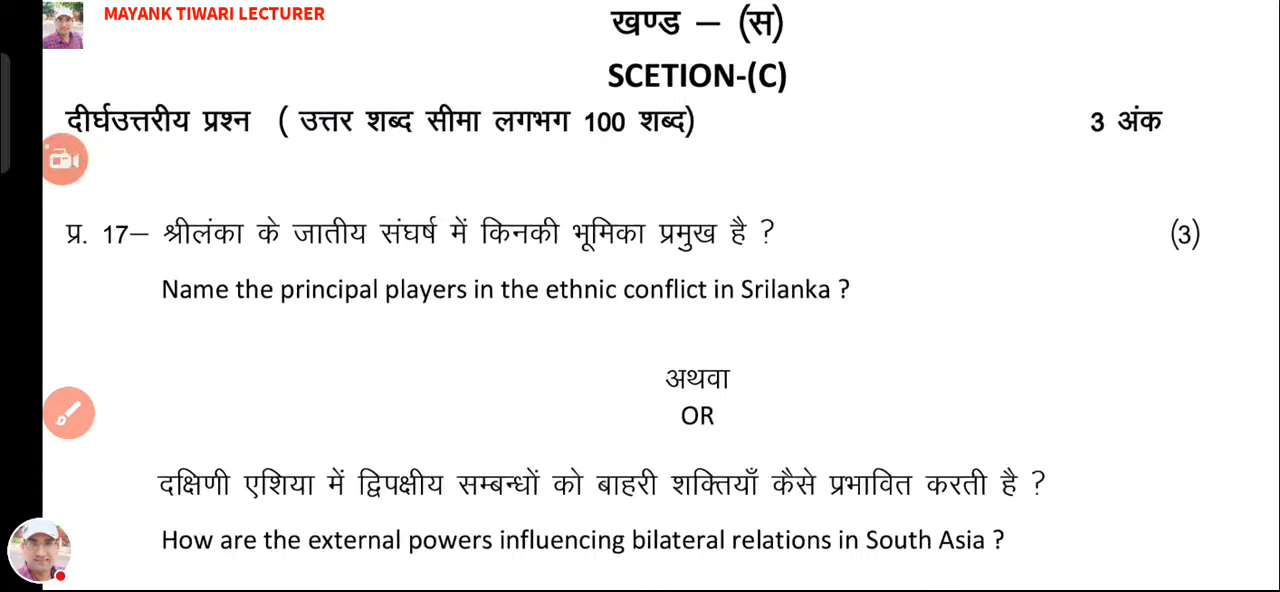 MAYANK TIWARI LECTURER
खण्ड – (स)
SCETION-(C)
दीर्घउत्तरीय प्रश्न ( उत्तर शब्द सीमा लगभग 100 शब्द) 3 अंक
प्र. 17– श्रीलंका के जातीय संघर्ष में किनकी भूमिका प्रमुख है ? (3)
Name the principal players in the ethnic conflict in Srilanka ?
अथवा
OR
दक्षिणी एशिया में द्विपक्षीय सम्बन्धों को बाहरी शक्तियाँ कैसे प्रभावित करती है ?
How are the external powers influencing bilateral relations in South Asia ?